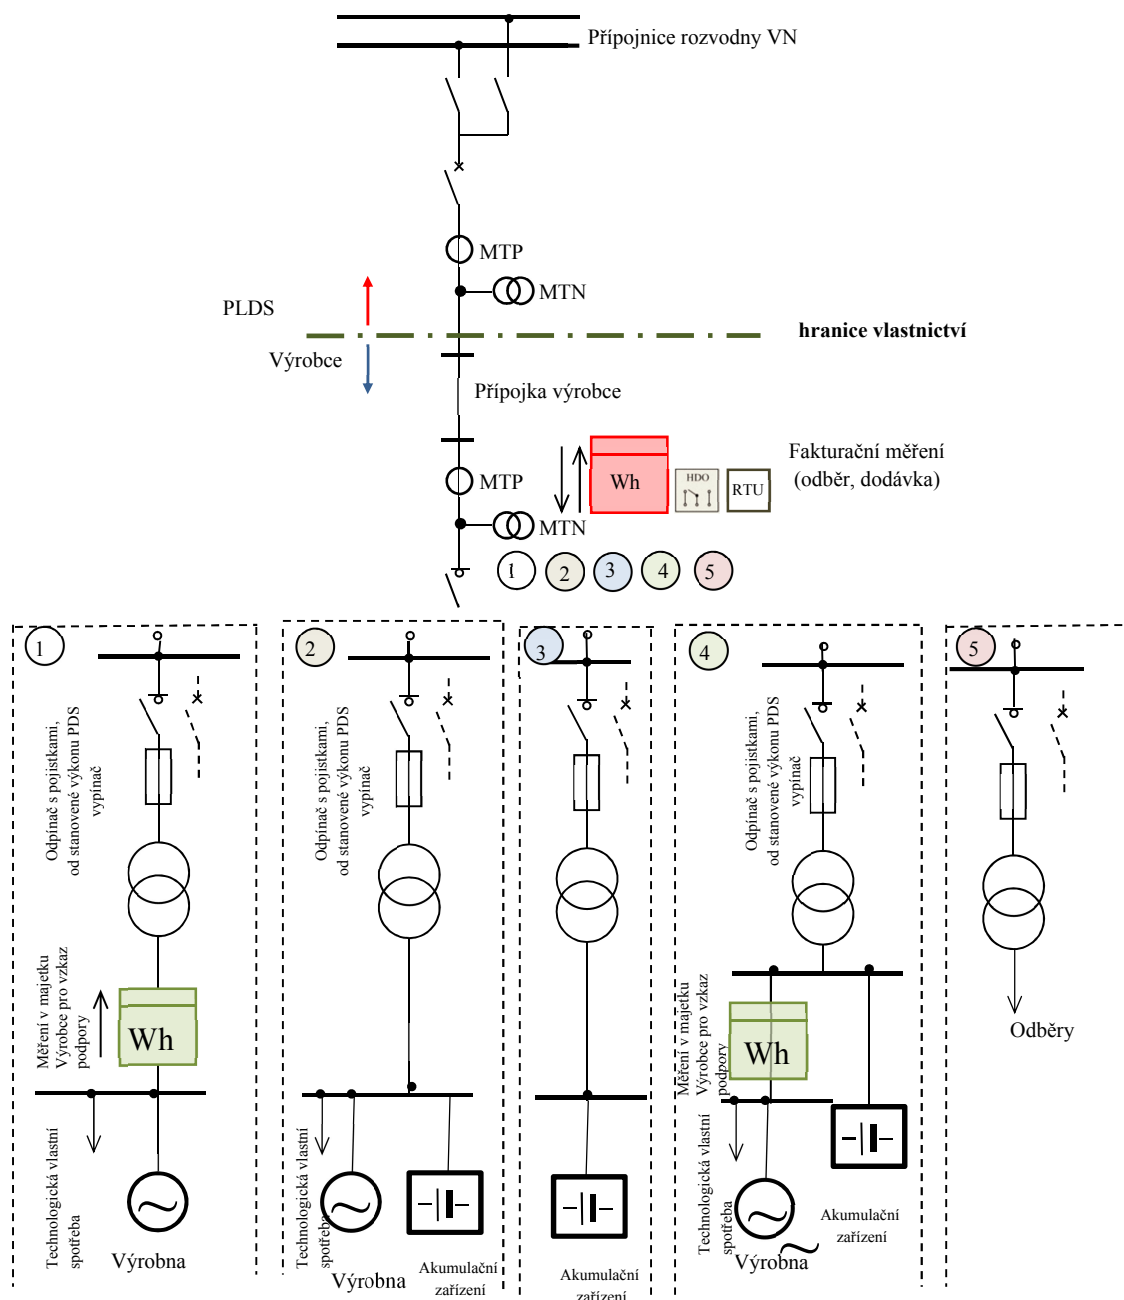 Přípojnice rozvodny VN
MTP
MTN
PLDS
hranice vlastnictví
Výrobce
Přípojka výrobce
Fakturační měření
(odběr, dodávka)
MTP
Wh
HDO
RTU
MTN
1
2
3
4
5
1
Odpínač s pojistkami,
od stanovené výkonu PDS
vypínač
Měření v majetku
Výrobce pro vzkaz
podpory
Wh
Technologická vlastní
spotřeba
Výrobna
2
Odpínač s pojistkami,
od stanovené výkonu PDS
vypínač
Technologická vlastní
spotřeba
Výrobna
Akumulační
zařízení
3
Akumulační
zařízení
4
Odpínač s pojistkami,
od stanovené výkonu PDS
vypínač
Měření v majetku
Výrobce pro vzkaz
podpory
Wh
Technologická vlastní
spotřeba
Výrobna
Akumulační
zařízení
5
Odběry